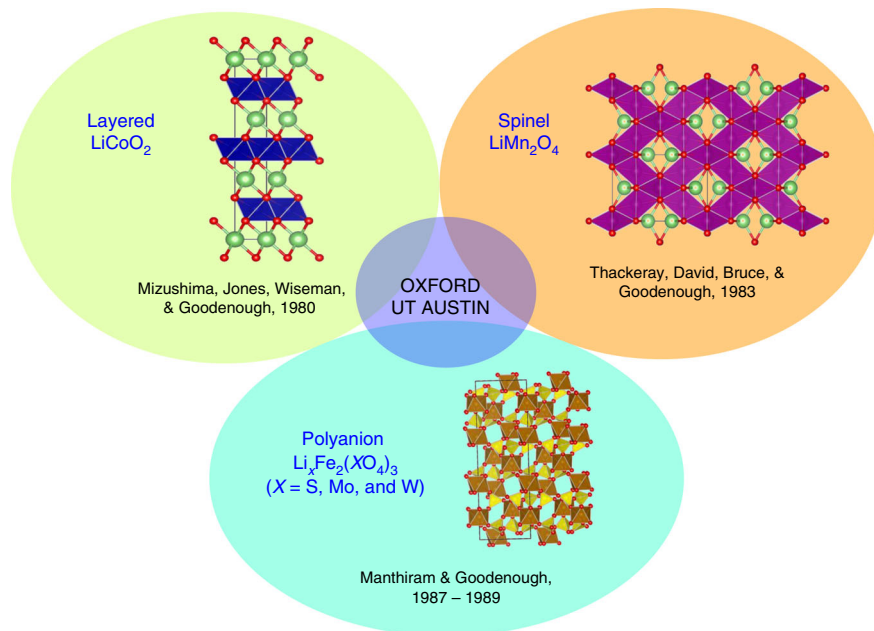 Layered
LiCoO₂
Mizushima, Jones, Wiseman,
& Goodenough, 1980
Spinel
LiMn₂O₄
Thackeray, David, Bruce, &
Goodenough, 1983
OXFORD
UT AUSTIN
Polyanion
LiₓFe₂(XO₄)₃
(X = S, Mo, and W)
Manthiram & Goodenough,
1987 – 1989